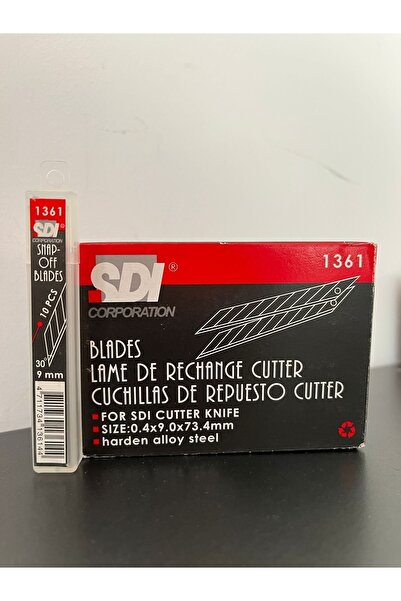 1361
SDI
CORPORATION
SNAP-
OFF
BLADES
10 PCS
30°
9 mm
4711734136144
SDI®
CORPORATION
1361
BLADES
LAME DE RECHANGE CUTTER
CUCHILLAS DE REPUESTO CUTTER
FOR SDI CUTTER KNIFE
SIZE:0.4x9.0x73.4mm
harden alloy steel